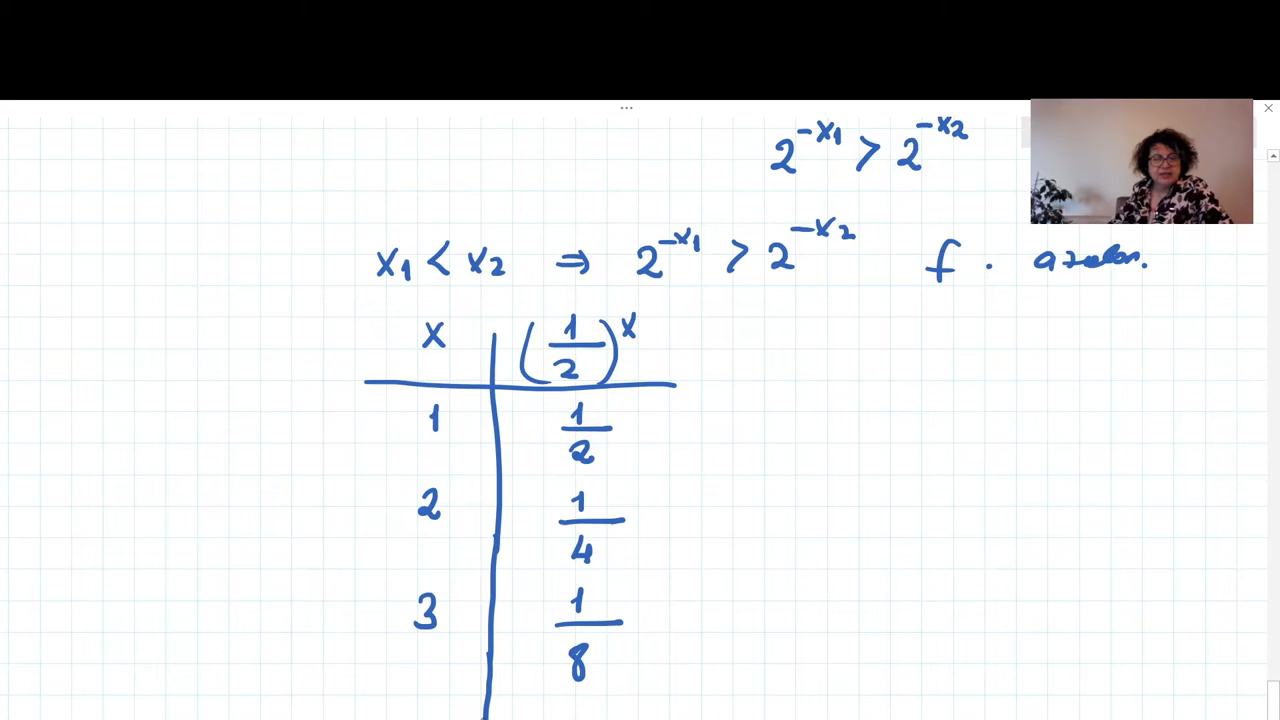 2^{-x₁} > 2^{-x₂}
x₁ < x₂ ⇒ 2^{-x₁} > 2^{-x₂} f.
x | (1/2)^x
1 | 1/2
2 | 1/4
3 | 1/8